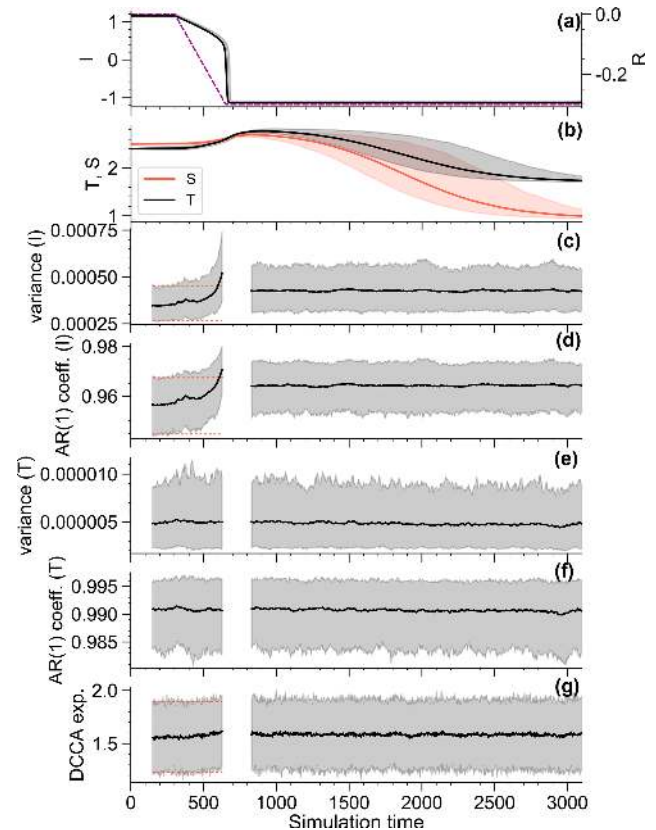 (a)
1
0
-1
I
0.0
-0.2
R
(b)
2
1
T, S
S
T
(c)
0.00075
0.00050
0.00025
variance (I)
(d)
0.98
0.96
AR(1) coeff. (I)
(e)
0.000010
0.000005
variance (T)
(f)
0.995
0.990
0.985
AR(1) coeff. (T)
(g)
2.0
1.5
DCCA exp.
0 500 1000 1500 2000 2500 3000
Simulation time